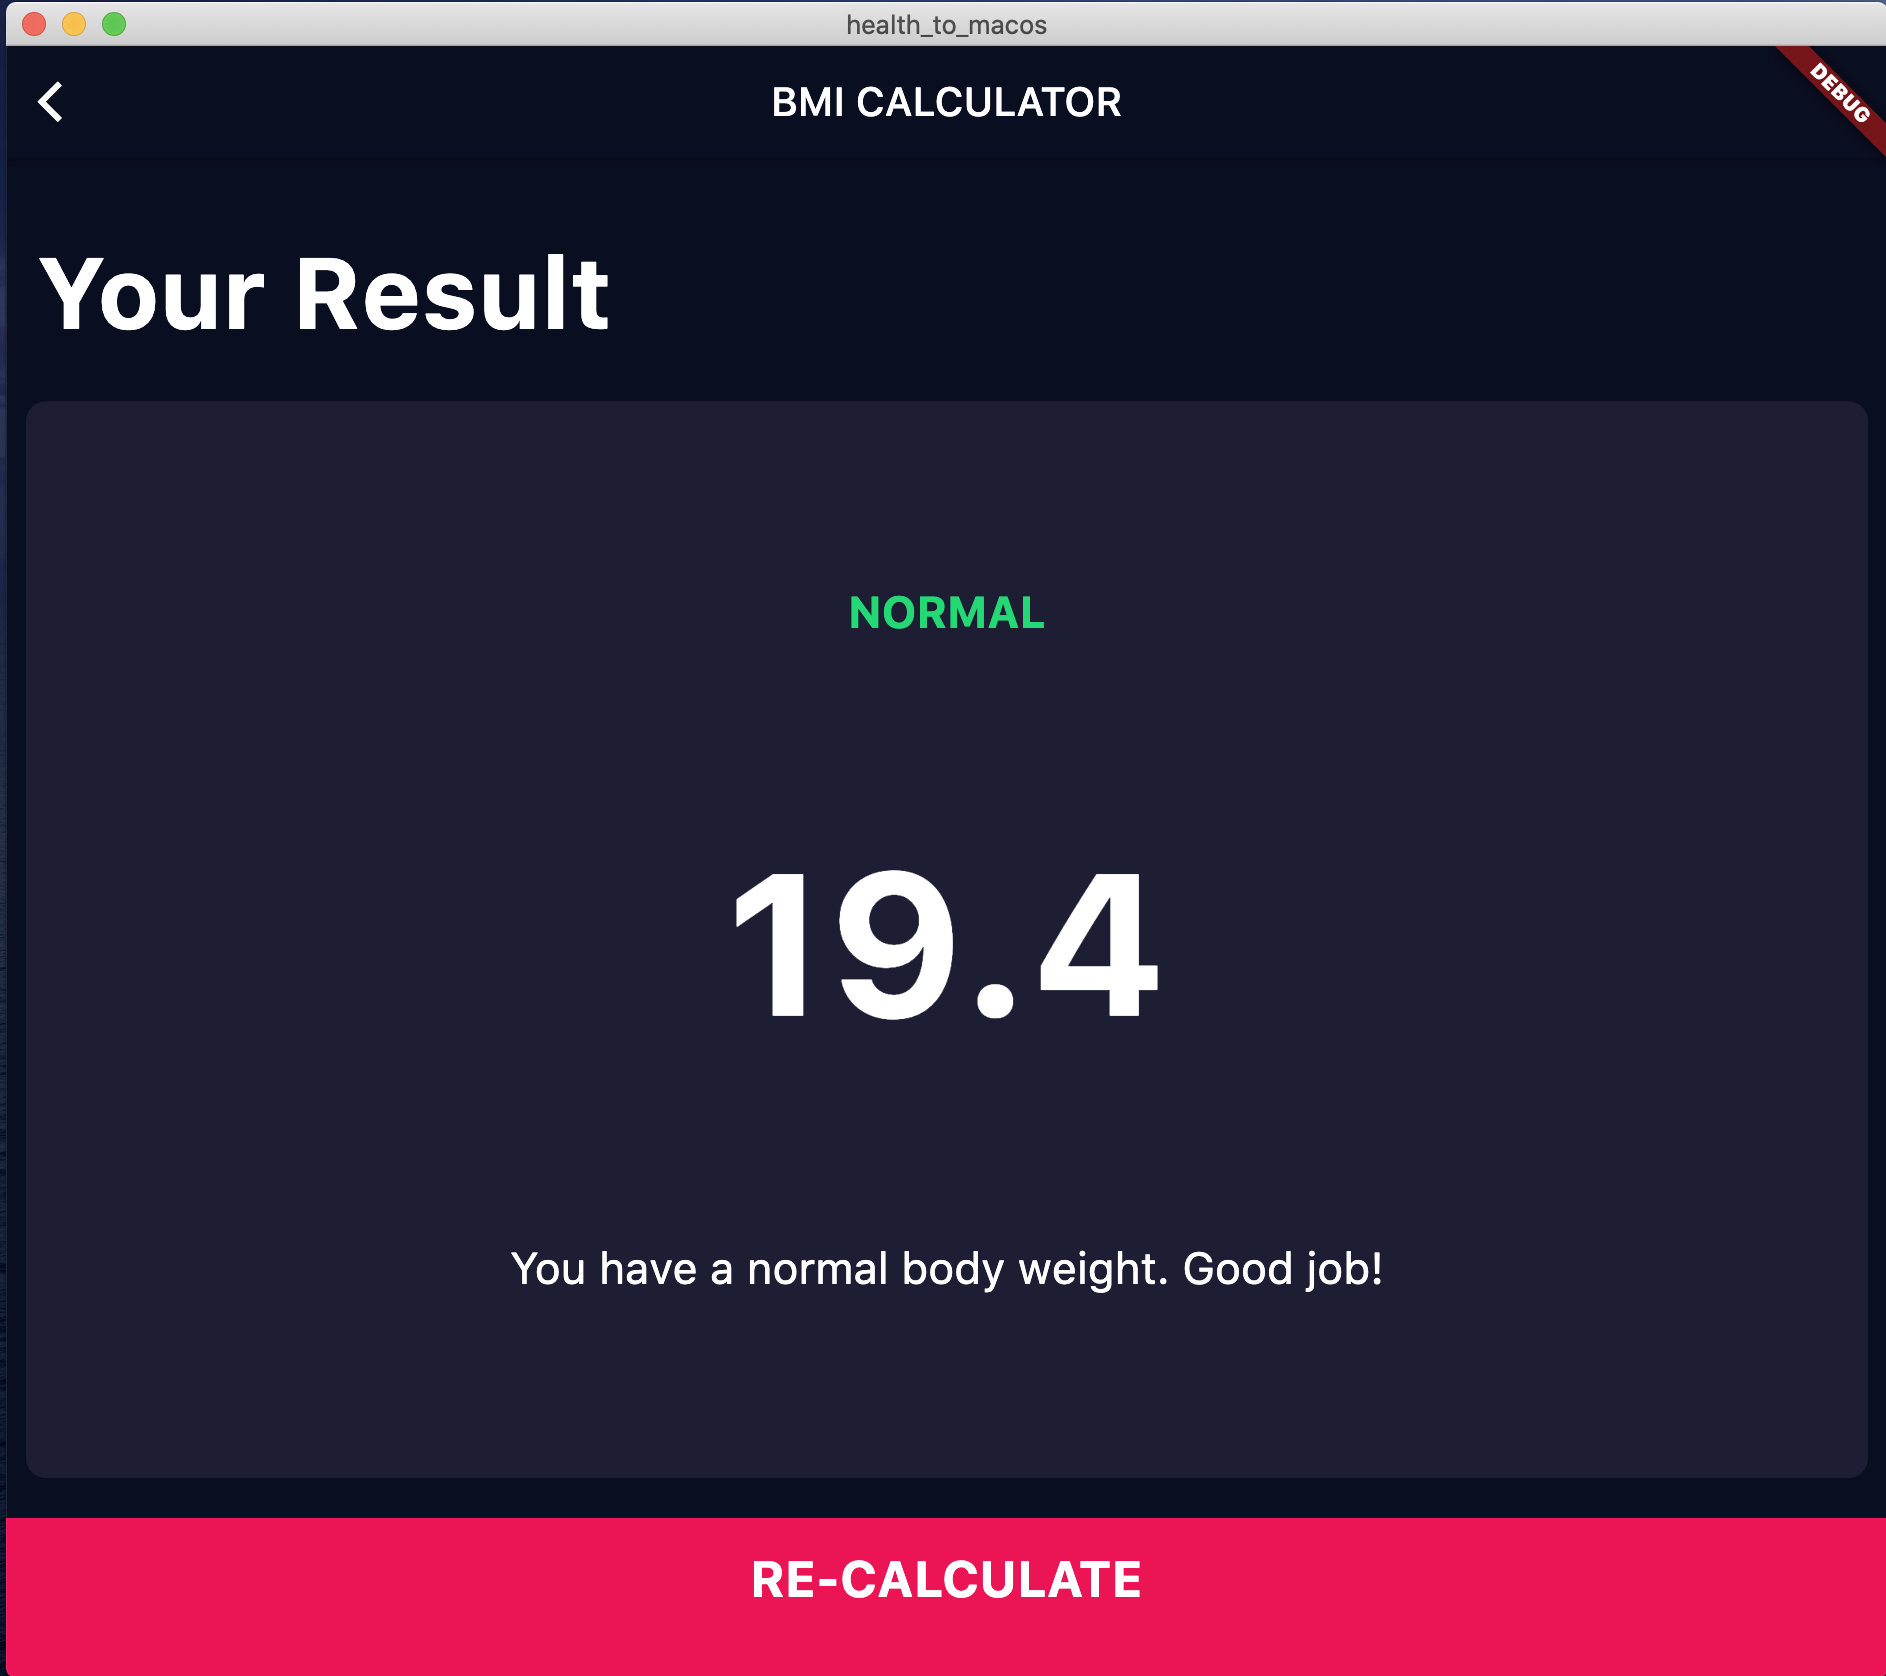 health_to_macos
BMI CALCULATOR
DEBUG
Your Result
NORMAL
19.4
You have a normal body weight. Good job!
RE-CALCULATE